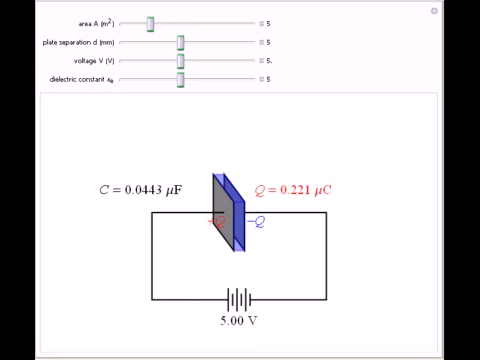 area A (m²) 5
plate separation d (mm) 5
voltage V (V) 5.
dielectric constant κₑ 5
C = 0.0443 μF
Q = 0.221 μC
+Q
−Q
5.00 V